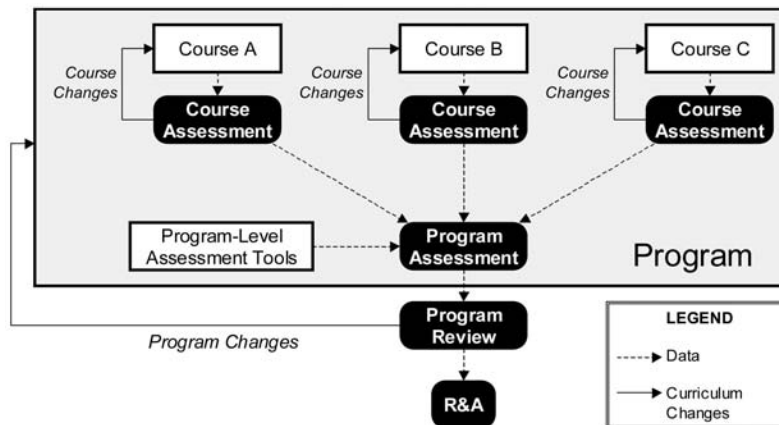 Course A
Course B
Course C
Course
Changes
Course
Changes
Course
Changes
Course
Assessment
Course
Assessment
Course
Assessment
Program-Level
Assessment Tools
Program
Assessment
Program
Program
Review
Program Changes
R&A
LEGEND
Data
Curriculum
Changes